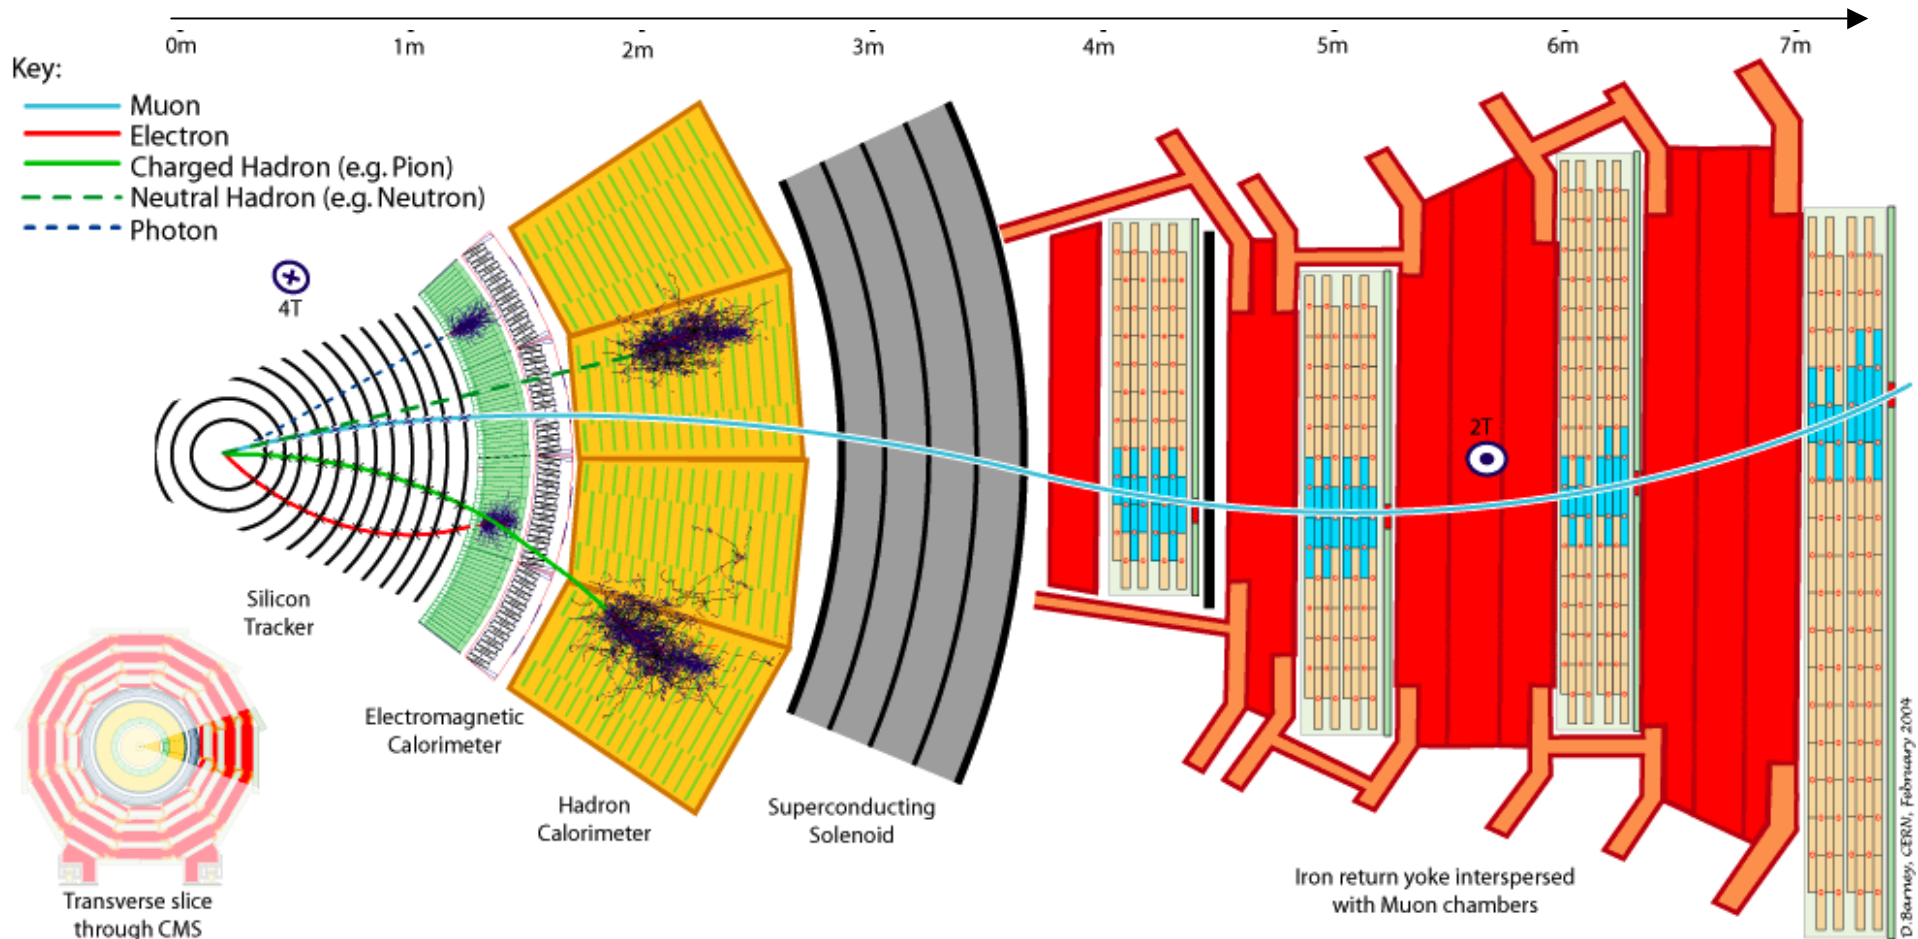 0m
1m
2m
3m
4m
5m
6m
7m
Key:
Muon
Electron
Charged Hadron (e.g. Pion)
Neutral Hadron (e.g. Neutron)
Photon
4T
2T
Silicon
Tracker
Electromagnetic
Calorimeter
Hadron
Calorimeter
Superconducting
Solenoid
Iron return yoke interspersed
with Muon chambers
Transverse slice
through CMS
D.Barney, CERN, February 2004